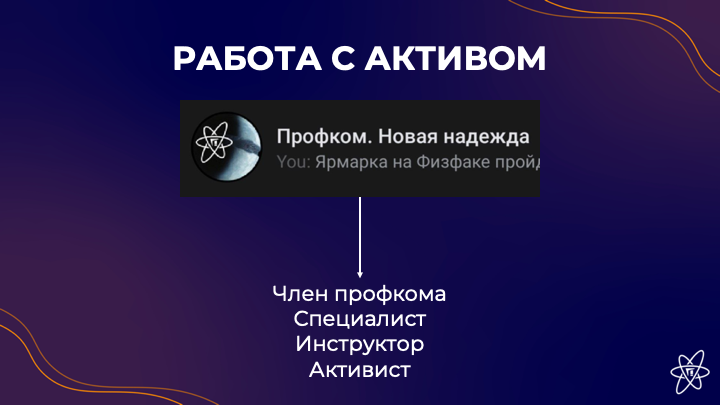 РАБОТА С АКТИВОМ
Профком. Новая надежда
You: Ярмарка на Физфаке пройд
Член профкома
Специалист
Инструктор
Активист